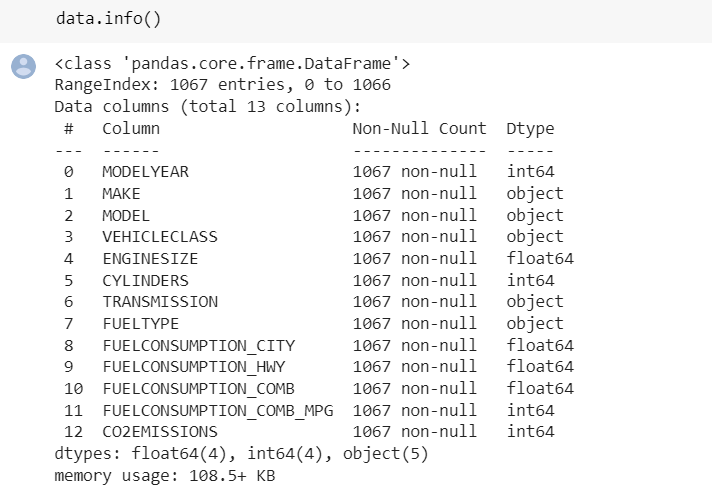 data.info()
<class 'pandas.core.frame.DataFrame'>
RangeIndex: 1067 entries, 0 to 1066
Data columns (total 13 columns):
 #   Column                    Non-Null Count  Dtype
---  ------                    --------------  -----
 0   MODELYEAR                 1067 non-null   int64
 1   MAKE                      1067 non-null   object
 2   MODEL                     1067 non-null   object
 3   VEHICLECLASS              1067 non-null   object
 4   ENGINESIZE                1067 non-null   float64
 5   CYLINDERS                 1067 non-null   int64
 6   TRANSMISSION              1067 non-null   object
 7   FUELTYPE                  1067 non-null   object
 8   FUELCONSUMPTION_CITY      1067 non-null   float64
 9   FUELCONSUMPTION_HWY       1067 non-null   float64
 10  FUELCONSUMPTION_COMB      1067 non-null   float64
 11  FUELCONSUMPTION_COMB_MPG  1067 non-null   int64
 12  CO2EMISSIONS              1067 non-null   int64
dtypes: float64(4), int64(4), object(5)
memory usage: 108.5+ KB